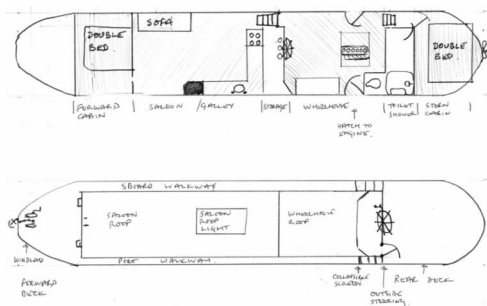 SOFA
DOUBLE
BED
DOUBLE
BED
FORWARD
CABIN
SALOON
/GALLEY
STORAGE
WHEELHOUSE
TOILET
SHOWER
STERN
CABIN
HATCH TO
ENGINE.
SBOARD WALKWAY
SALOON
ROOF
SALOON
ROOF
LIGHT
WHEELHOUSE
ROOF
PORT WALKWAY.
WINDLASS
FORWARD
DECK
COLLAPSIBLE
SCREEN
OUTSIDE
STEERING.
REAR DECK